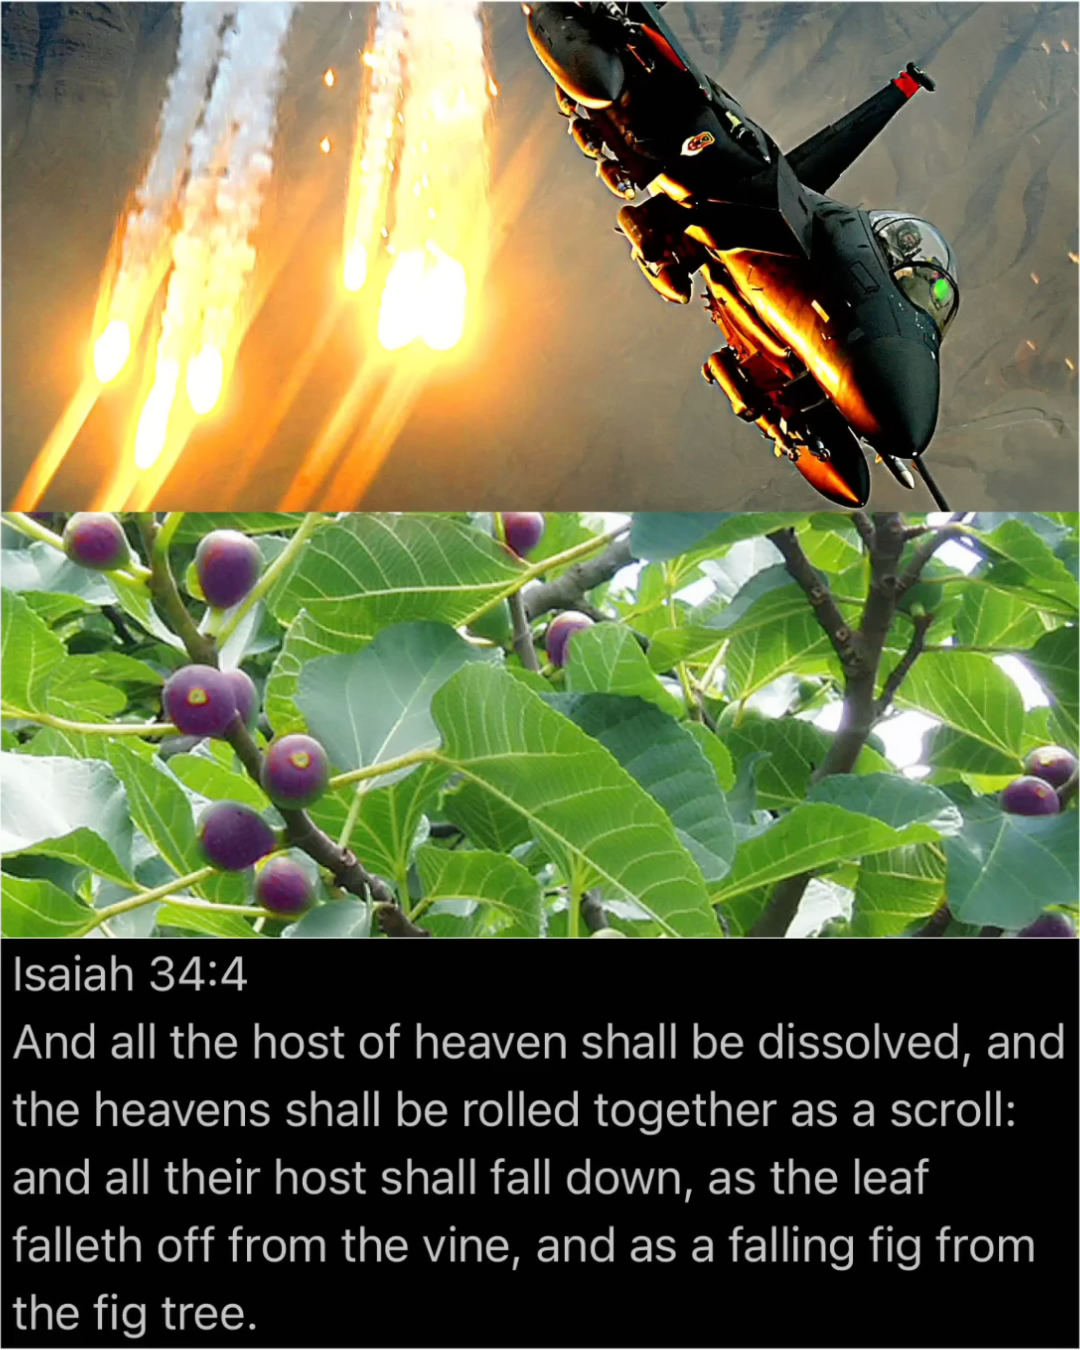 Isaiah 34:4
And all the host of heaven shall be dissolved, and
the heavens shall be rolled together as a scroll:
and all their host shall fall down, as the leaf
falleth off from the vine, and as a falling fig from
the fig tree.